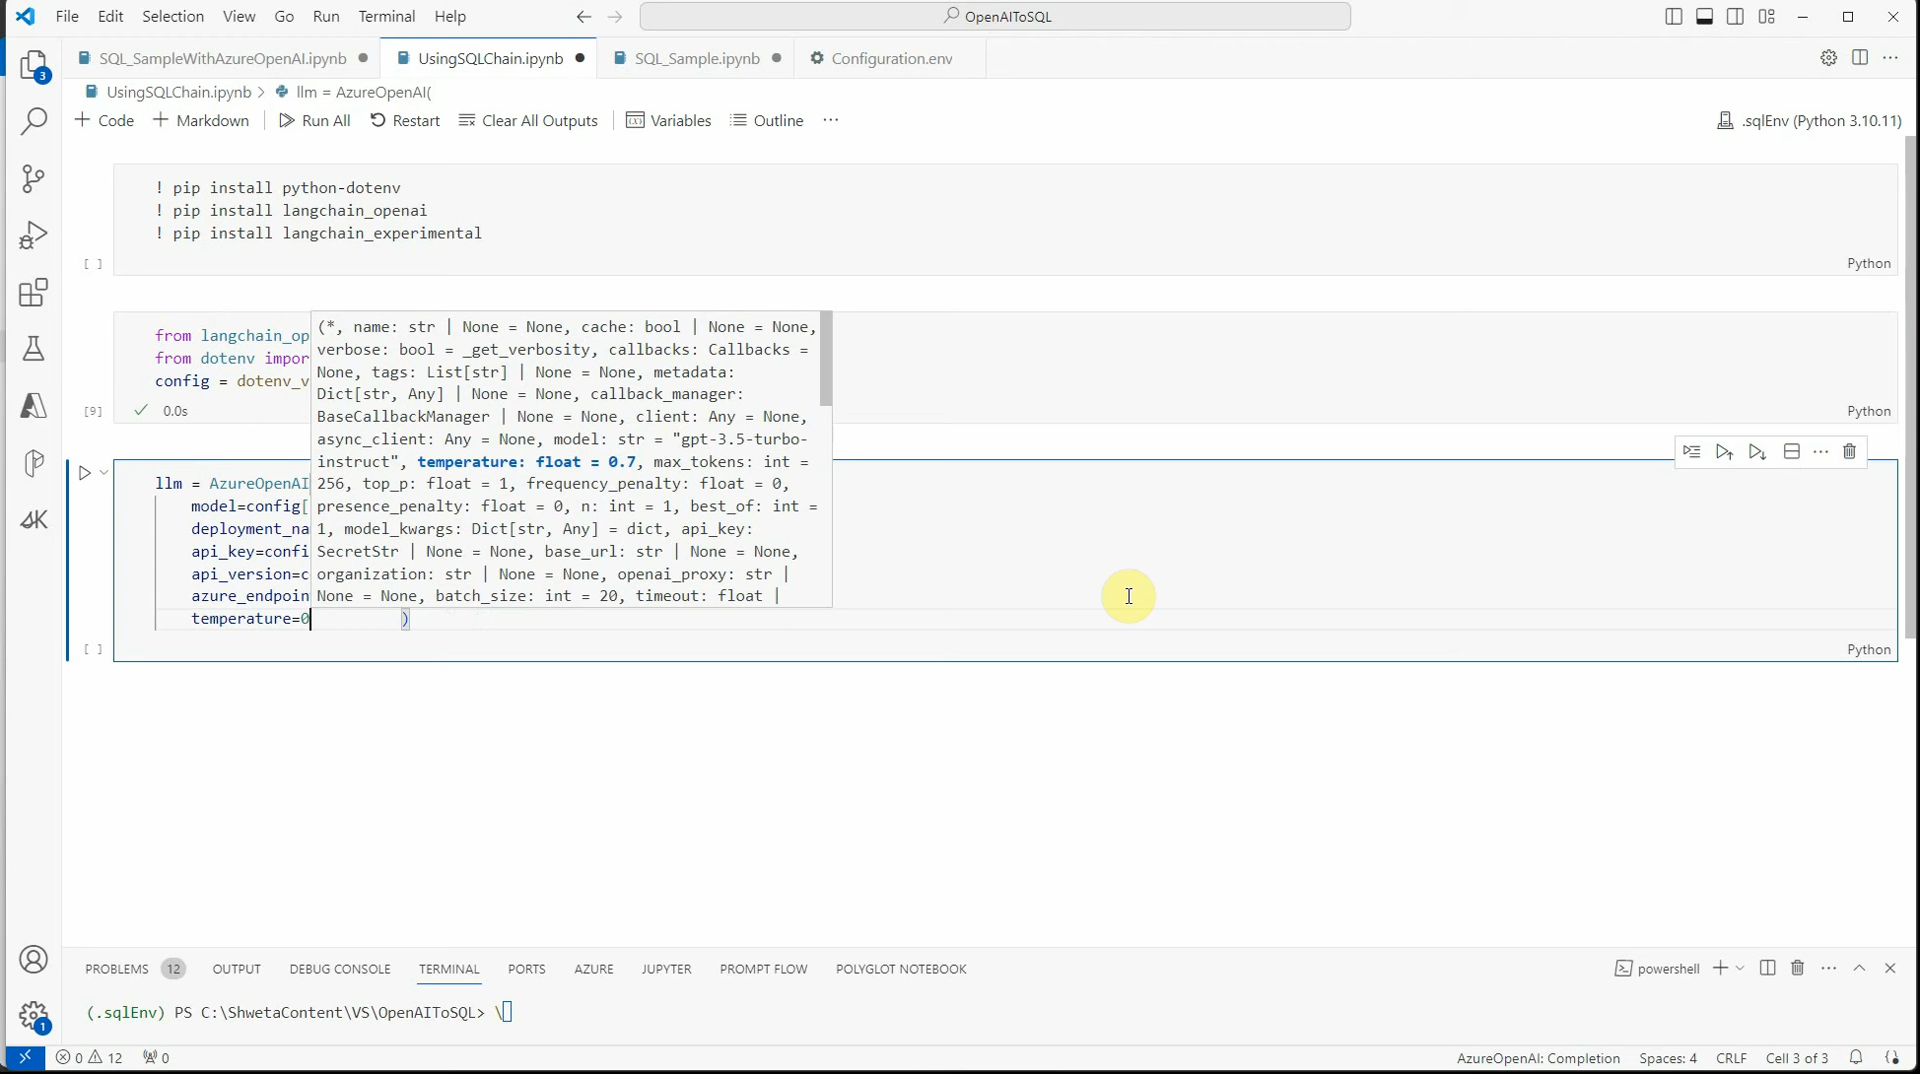 File Edit Selection View Go Run Terminal Help
OpenAIToSQL
SQL_SampleWithAzureOpenAI.ipynb
UsingSQLChain.ipynb
SQL_Sample.ipynb
Configuration.env
UsingSQLChain.ipynb > llm = AzureOpenAI(
+ Code + Markdown Run All Restart Clear All Outputs Variables Outline ...
.sqlEnv (Python 3.10.11)
! pip install python-dotenv
! pip install langchain_openai
! pip install langchain_experimental
[ ] Python
from langchain_op
from dotenv impor
config = dotenv_v
[9] 0.0s Python
(*, name: str | None = None, cache: bool | None = None,
verbose: bool = _get_verbosity, callbacks: Callbacks =
None, tags: List[str] | None = None, metadata:
Dict[str, Any] | None = None, callback_manager:
BaseCallbackManager | None = None, client: Any = None,
async_client: Any = None, model: str = "gpt-3.5-turbo-
instruct", temperature: float = 0.7, max_tokens: int =
256, top_p: float = 1, frequency_penalty: float = 0,
presence_penalty: float = 0, n: int = 1, best_of: int =
1, model_kwargs: Dict[str, Any] = dict, api_key:
SecretStr | None = None, base_url: str | None = None,
organization: str | None = None, openai_proxy: str |
None = None, batch_size: int = 20, timeout: float |
llm = AzureOpenAI
model=config[
deployment_na
api_key=confi
api_version=c
azure_endpoin
temperature=0 )
[ ] Python
PROBLEMS 12 OUTPUT DEBUG CONSOLE TERMINAL PORTS AZURE JUPYTER PROMPT FLOW POLYGLOT NOTEBOOK
powershell
(.sqlEnv) PS C:\ShwetaContent\VS\OpenAIToSQL> \
0 12 0
AzureOpenAI: Completion Spaces: 4 CRLF Cell 3 of 3
3
1